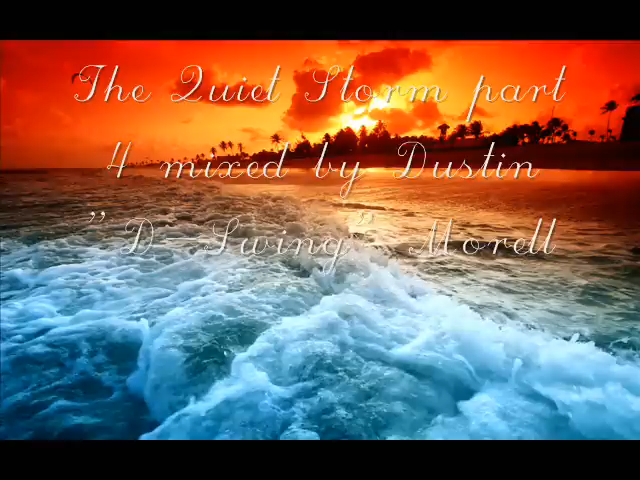 The Quiet Storm part
4 mixed by Dustin
"D-Swing" Morell